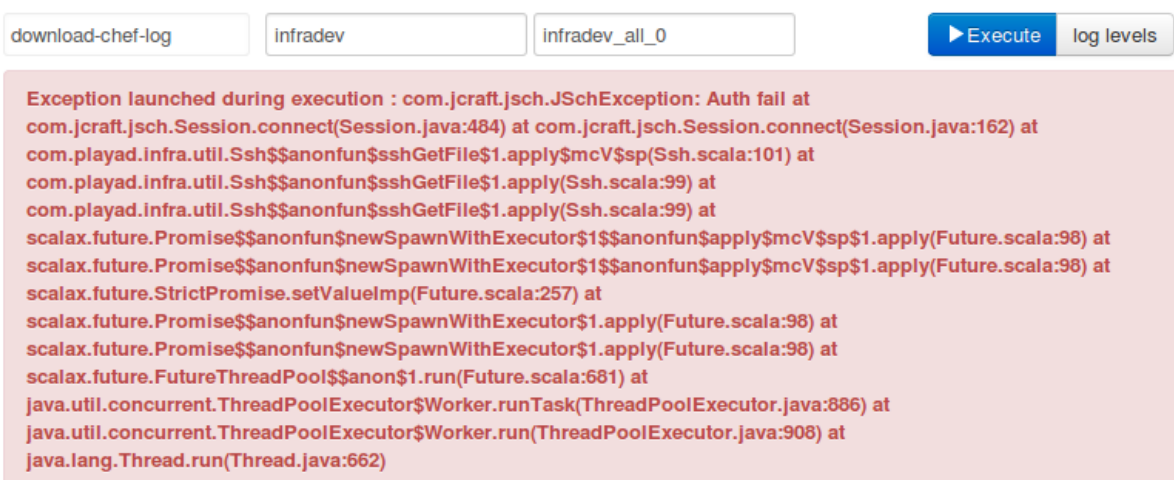 download-chef-log infradev infradev_all_0 Execute log levels
Exception launched during execution : com.jcraft.jsch.JSchException: Auth fail at
com.jcraft.jsch.Session.connect(Session.java:484) at com.jcraft.jsch.Session.connect(Session.java:162) at
com.playad.infra.util.Ssh$$anonfun$sshGetFile$1.apply$mcV$sp(Ssh.scala:101) at
com.playad.infra.util.Ssh$$anonfun$sshGetFile$1.apply(Ssh.scala:99) at
com.playad.infra.util.Ssh$$anonfun$sshGetFile$1.apply(Ssh.scala:99) at
scalax.future.Promise$$anonfun$newSpawnWithExecutor$1$$anonfun$apply$mcV$sp$1.apply(Future.scala:98) at
scalax.future.Promise$$anonfun$newSpawnWithExecutor$1$$anonfun$apply$mcV$sp$1.apply(Future.scala:98) at
scalax.future.StrictPromise.setValueImp(Future.scala:257) at
scalax.future.Promise$$anonfun$newSpawnWithExecutor$1.apply(Future.scala:98) at
scalax.future.Promise$$anonfun$newSpawnWithExecutor$1.apply(Future.scala:98) at
scalax.future.FutureThreadPool$$anon$1.run(Future.scala:681) at
java.util.concurrent.ThreadPoolExecutor$Worker.runTask(ThreadPoolExecutor.java:886) at
java.util.concurrent.ThreadPoolExecutor$Worker.run(ThreadPoolExecutor.java:908) at
java.lang.Thread.run(Thread.java:662)